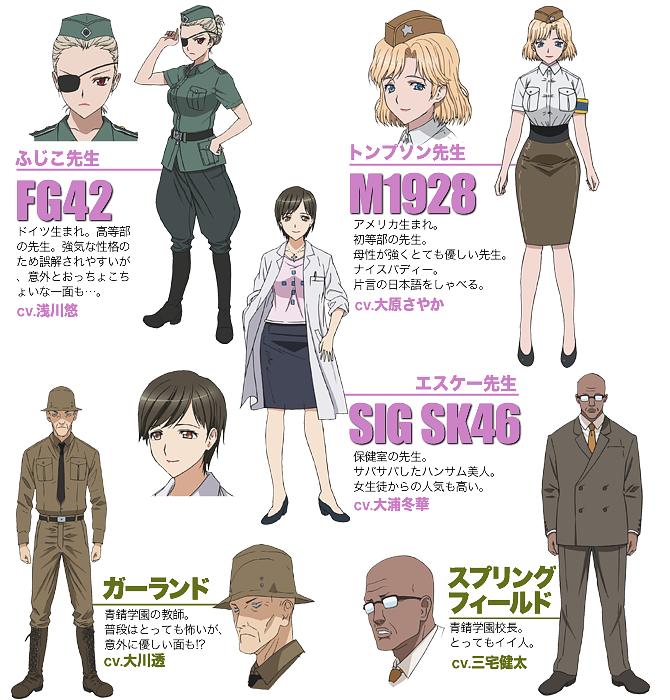 ふじこ先生
FG42
ドイツ生まれ。高等部
の先生。強気な性格の
ため誤解されやすいが
、意外とおっちょこち
ょいな一面も…。
cv.浅川悠
トンプソン先生
M1928
アメリカ生まれ。
初等部の先生。
母性が強くとても優しい先生。
ナイスバディー。
片言の日本語をしゃべる。
cv.大原さやか
エスケー先生
SIG SK46
保健室の先生。
サバサバしたハンサム美人。
女生徒からの人気も高い。
cv.大浦冬華
ガーランド
青錆学園の教師。
普段はとっても怖いが、
意外に優しい面も!?
cv.大川透
スプリング
フィールド
青錆学園校長。
とってもイイ人。
cv.三宅健太